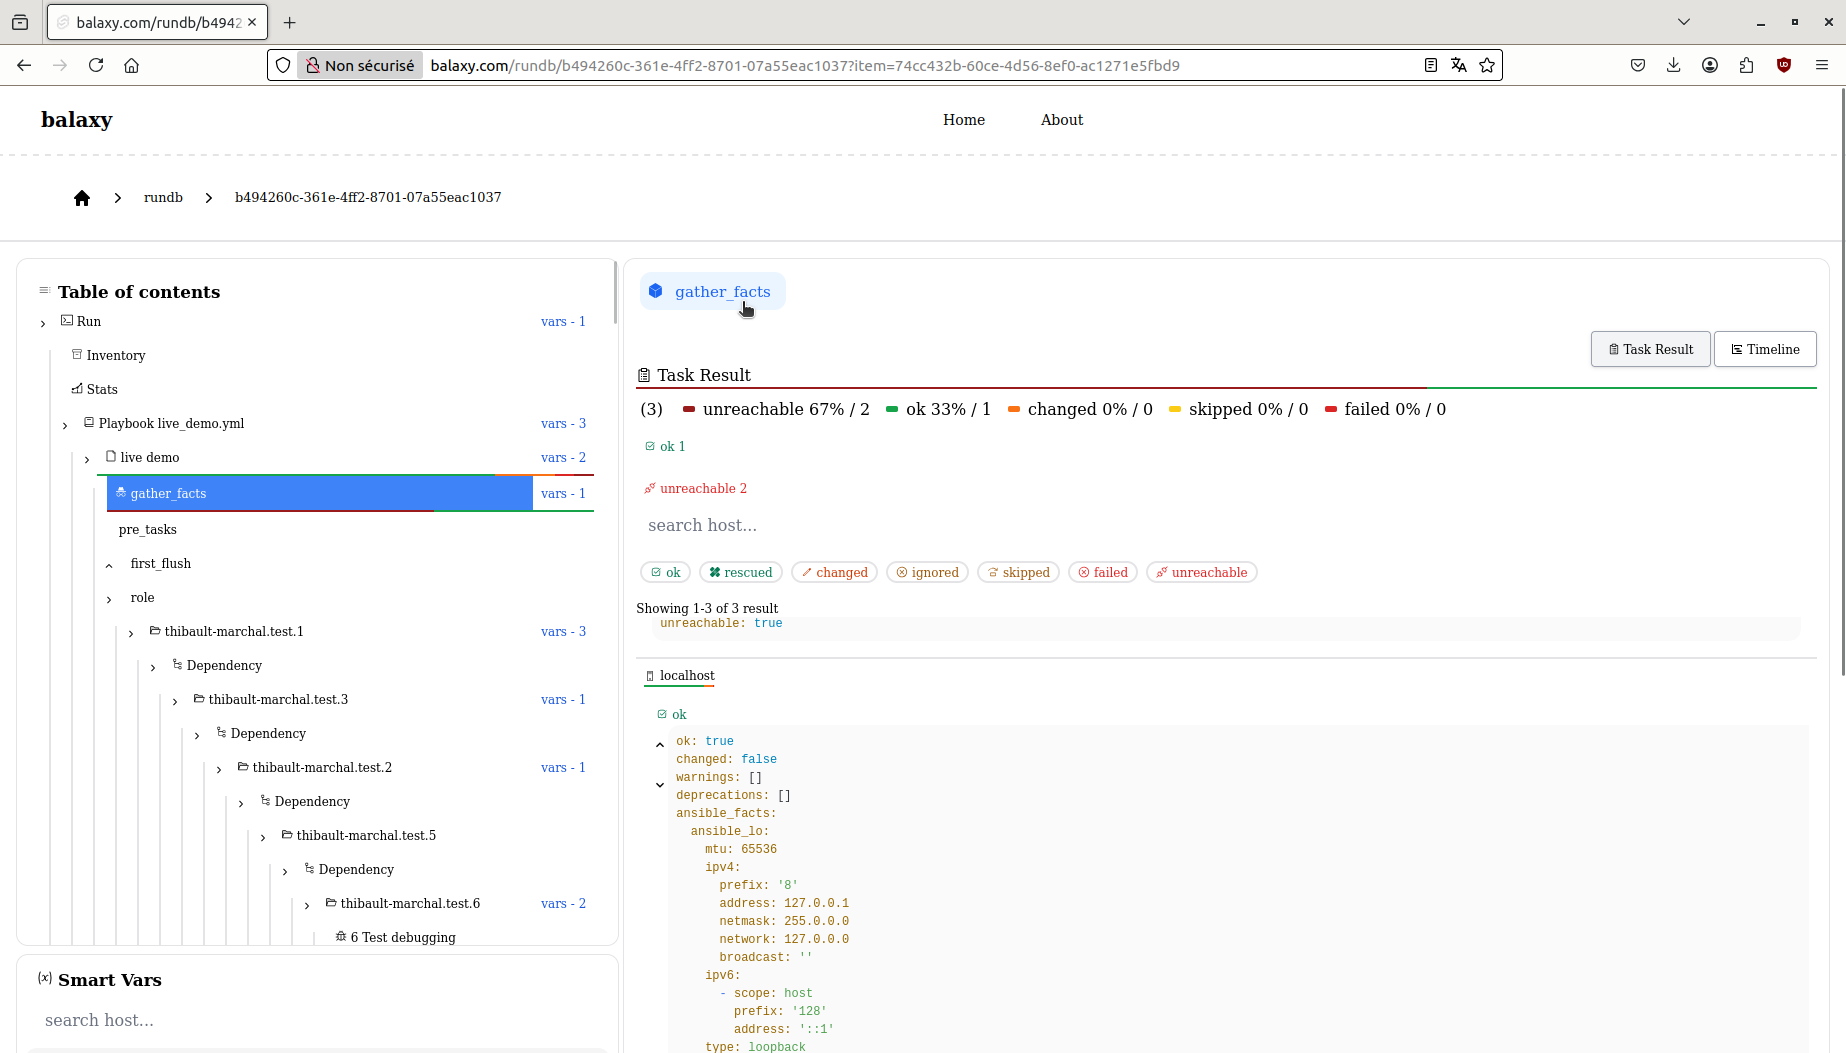 balaxy.com/rundb/b4942
Non sécurisé
balaxy.com/rundb/b494260c-361e-4ff2-8701-07a55eac1037?item=74cc432b-60ce-4d56-8ef0-ac1271e5fbd9
balaxy
Home
About
rundb
b494260c-361e-4ff2-8701-07a55eac1037
Table of contents
Run vars - 1
Inventory
Stats
Playbook live_demo.yml vars - 3
live demo vars - 2
gather_facts vars - 1
pre_tasks
first_flush
role
thibault-marchal.test.1 vars - 3
Dependency
thibault-marchal.test.3 vars - 1
Dependency
thibault-marchal.test.2 vars - 1
Dependency
thibault-marchal.test.5
Dependency
thibault-marchal.test.6 vars - 2
6 Test debugging
(x) Smart Vars
search host...
gather_facts
Task Result
Timeline
Task Result
(3) unreachable 67% / 2 ok 33% / 1 changed 0% / 0 skipped 0% / 0 failed 0% / 0
ok 1
unreachable 2
search host...
ok rescued changed ignored skipped failed unreachable
Showing 1-3 of 3 result
unreachable: true
localhost
ok
ok: true
changed: false
warnings: []
deprecations: []
ansible_facts:
ansible_lo:
mtu: 65536
ipv4:
prefix: '8'
address: 127.0.0.1
netmask: 255.0.0.0
network: 127.0.0.0
broadcast: ''
ipv6:
- scope: host
prefix: '128'
address: '::1'
type: loopback